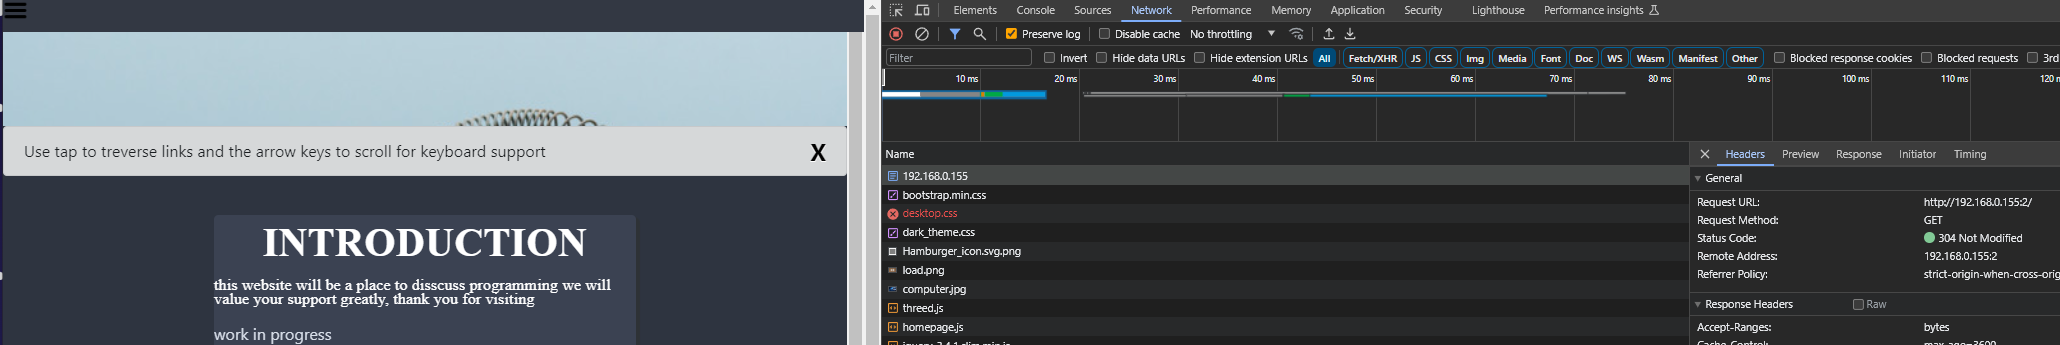 Use tap to treverse links and the arrow keys to scroll for keyboard support
X
INTRODUCTION
this website will be a place to disscuss programming we will
value your support greatly, thank you for visiting
work in progress
Elements Console Sources Network Performance Memory Application Security Lighthouse Performance insights
Preserve log Disable cache No throttling
Filter Invert Hide data URLs Hide extension URLs All Fetch/XHR JS CSS Img Media Font Doc WS Wasm Manifest Other Blocked response cookies Blocked requests 3rd
10 ms 20 ms 30 ms 40 ms 50 ms 60 ms 70 ms 80 ms 90 ms 100 ms 110 ms 120
Name
192.168.0.155
bootstrap.min.css
desktop.css
dark_theme.css
Hamburger_icon.svg.png
load.png
computer.jpg
threed.js
homepage.js
Headers Preview Response Initiator Timing
General
Request URL: http://192.168.0.155:2/
Request Method: GET
Status Code: 304 Not Modified
Remote Address: 192.168.0.155:2
Referrer Policy: strict-origin-when-cross-orig
Response Headers Raw
Accept-Ranges: bytes